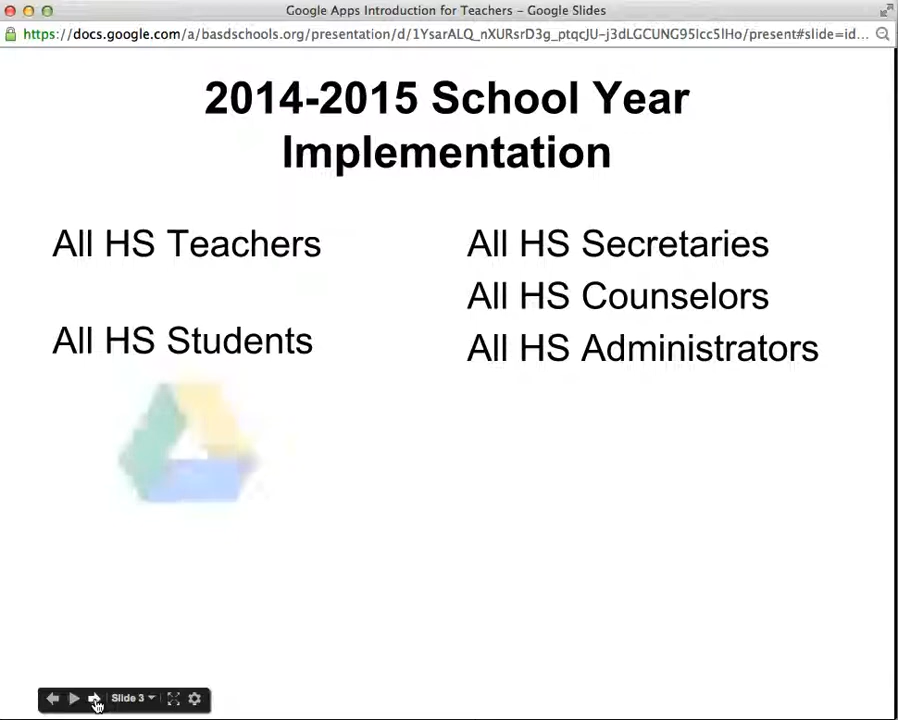 Google Apps Introduction for Teachers – Google Slides
https://docs.google.com/a/basdschools.org/presentation/d/1YsarALQ_nXURsrD3g_ptqcJU-j3dLGCUNG95Icc5lHo/present#slide=id...
2014-2015 School Year
Implementation
All HS Teachers
All HS Students
All HS Secretaries
All HS Counselors
All HS Administrators
Slide 3